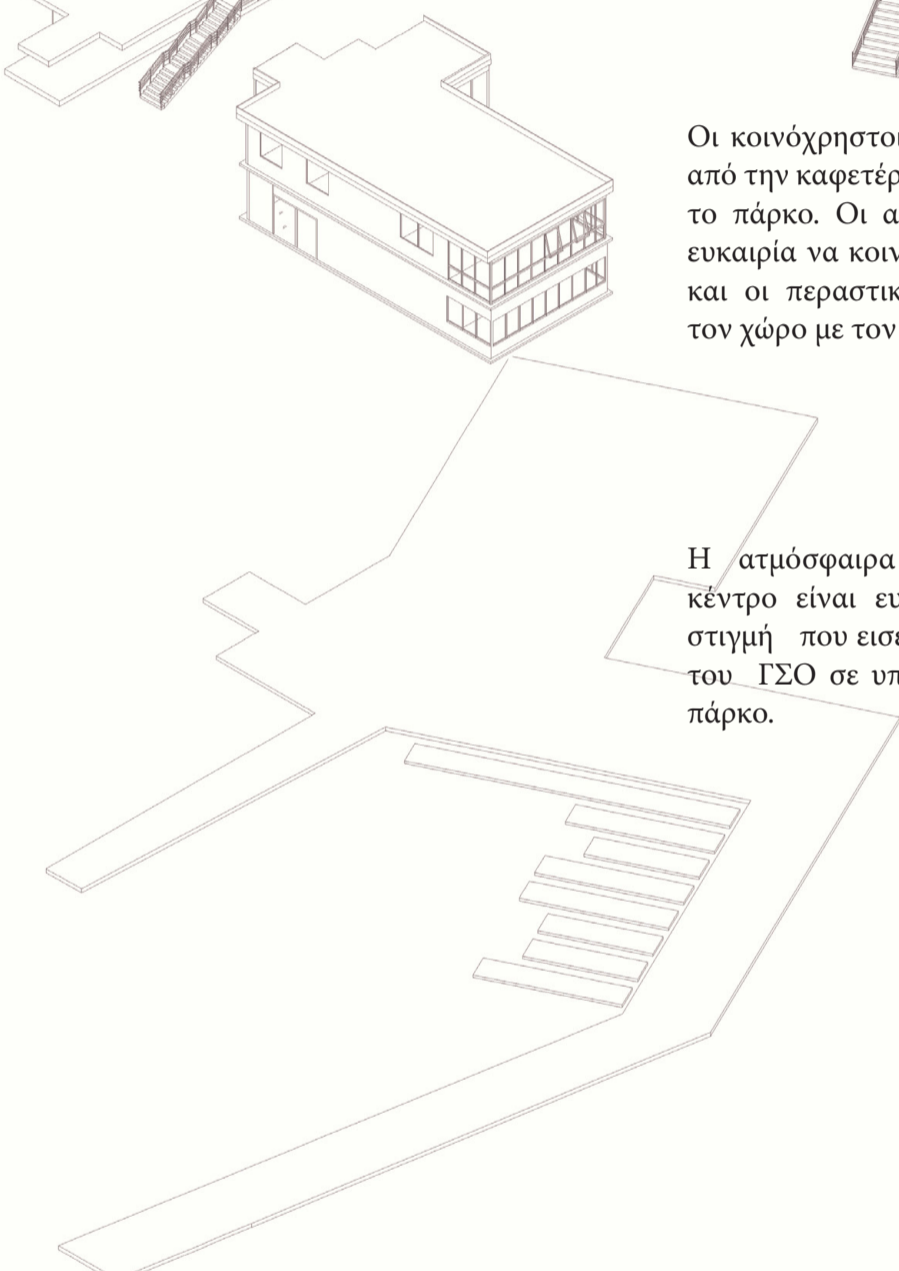 Οι κοινόχρηστοι
από την καφετέρ
το πάρκο. Οι α
ευκαιρία να κοιν
και οι περαστικ
τον χώρο με τον
Η ατμόσφαιρα
κέντρο είναι ευ
στιγμή που εισε
του ΓΣΟ σε υπ
πάρκο.